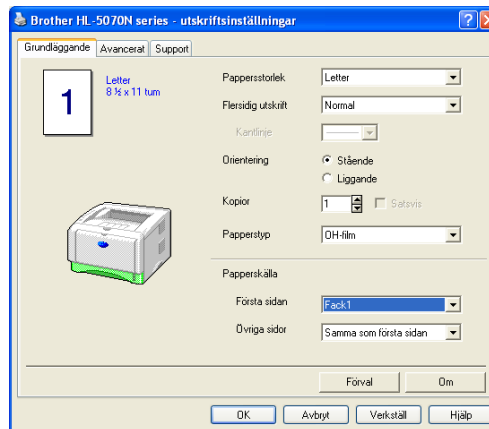 Brother HL-5070N series - utskriftsinställningar
Grundläggande Avancerat Support
1
Letter
8 ½ x 11 tum
Pappersstorlek Letter
Flersidig utskrift Normal
Kantlinje
Orientering Stående
Liggande
Kopior 1 Satsvis
Papperstyp OH-film
Papperskälla
Första sidan Fack1
Övriga sidor Samma som första sidan
Förval Om
OK Avbryt Verkställ Hjälp